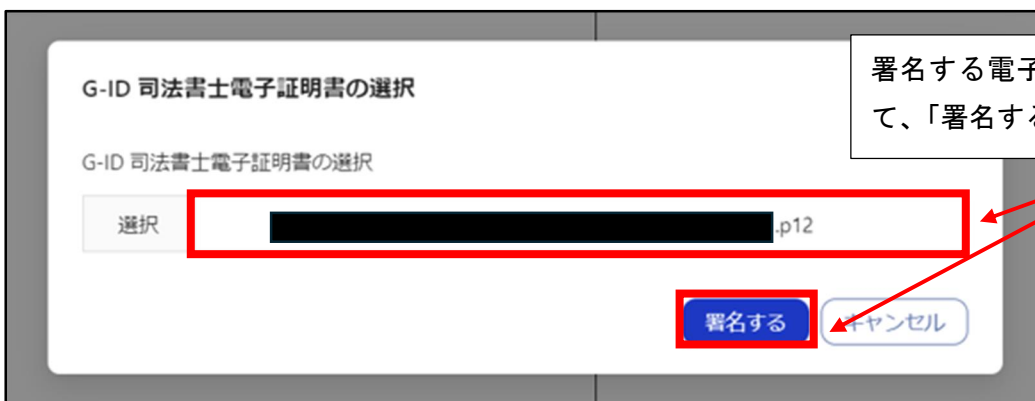 G-ID 司法書士電子証明書の選択
署名する電子
て、「署名する
G-ID 司法書士電子証明書の選択
選択
.p12
署名する
キャンセル